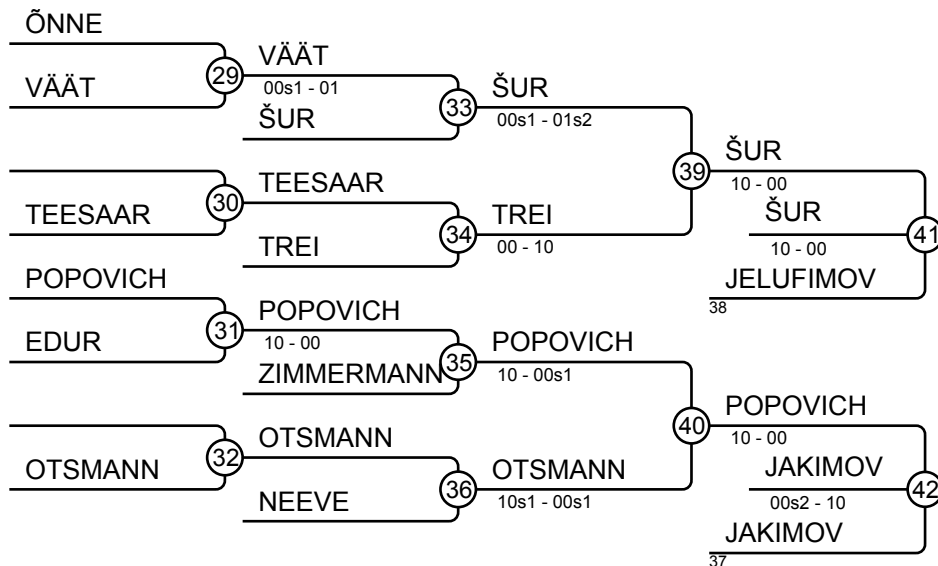 ÕNNE
VÄÄT
29
VÄÄT
00s1 - 01
ŠUR
33
ŠUR
00s1 - 01s2
TEESAAR
30
TEESAAR
TREI
34
TREI
00 - 10
39
ŠUR
10 - 00
ŠUR
10 - 00
41
JELUFIMOV
38
POPOVICH
EDUR
31
POPOVICH
10 - 00
ZIMMERMANN
35
POPOVICH
10 - 00s1
OTSMANN
32
OTSMANN
NEEVE
36
OTSMANN
10s1 - 00s1
40
POPOVICH
10 - 00
JAKIMOV
00s2 - 10
42
JAKIMOV
37